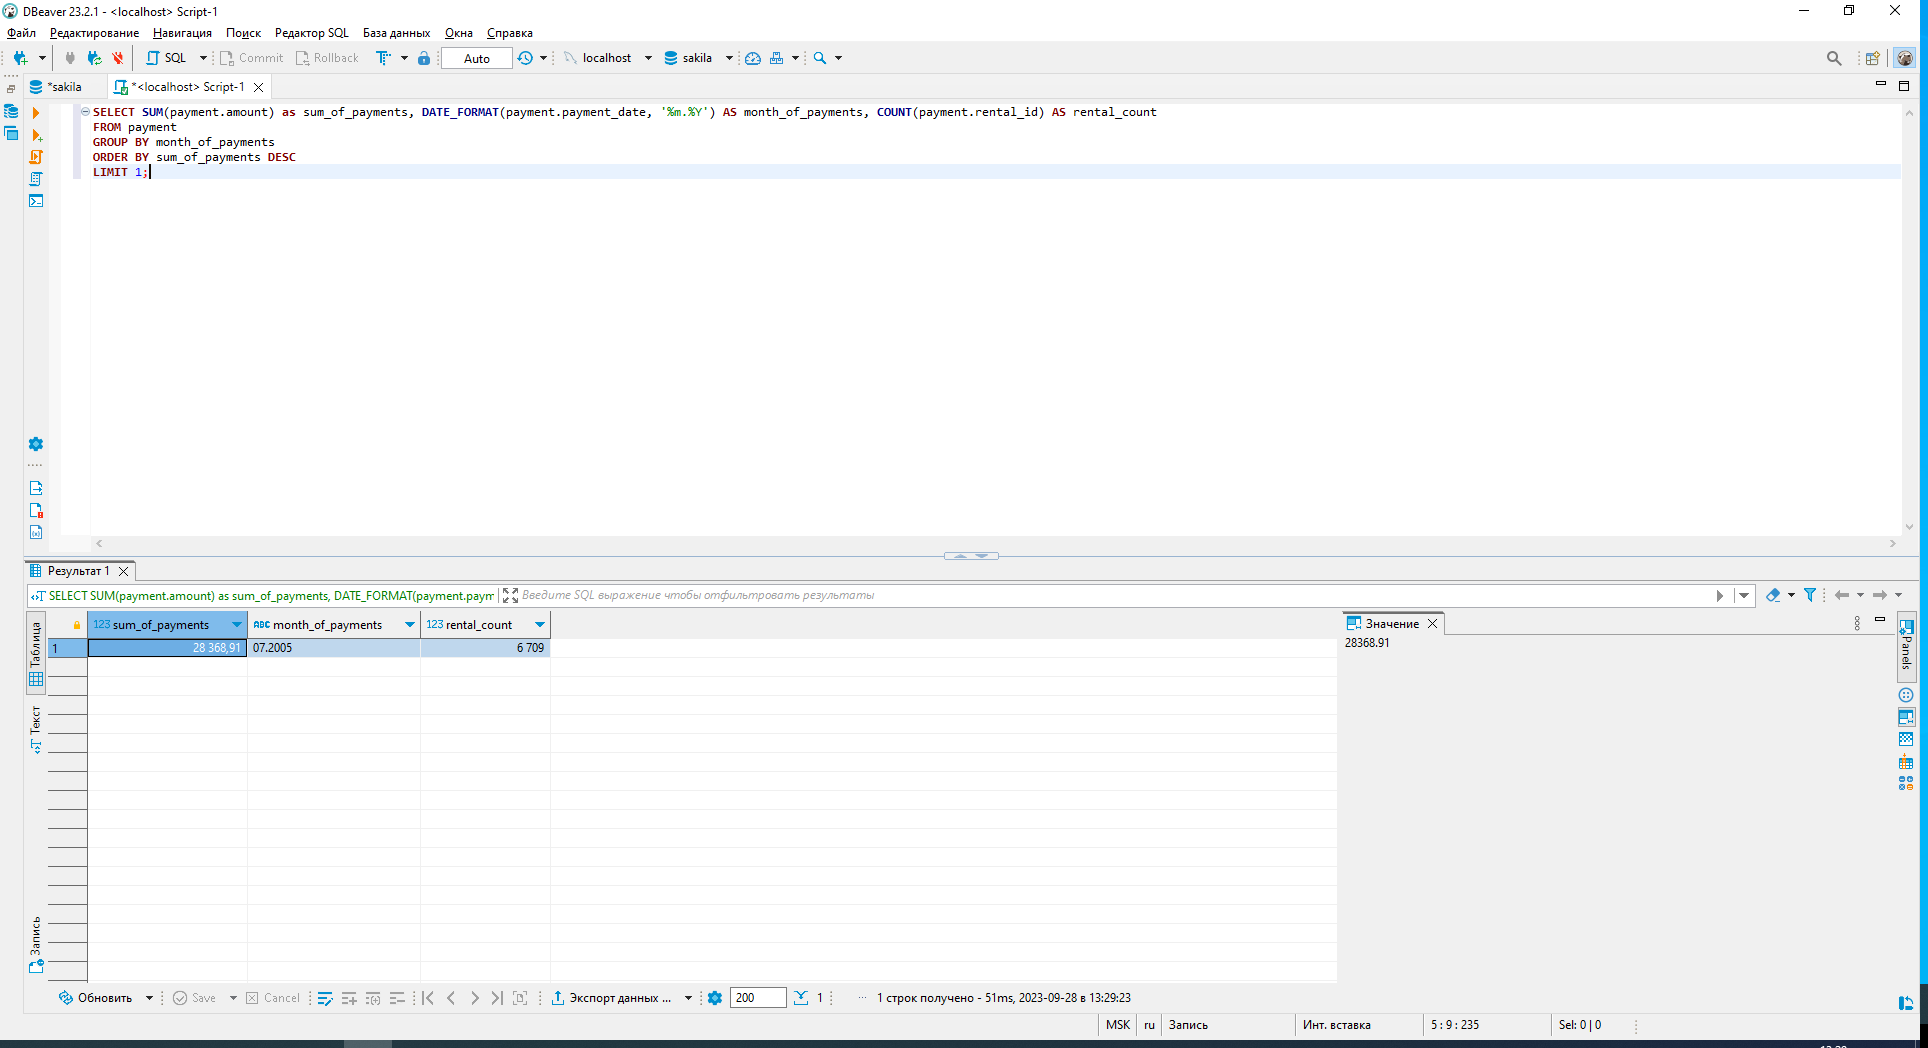 DBeaver 23.2.1 - <localhost> Script-1
Файл Редактирование Навигация Поиск Редактор SQL База данных Окна Справка
SQL Commit Rollback Auto localhost sakila
*sakila *<localhost> Script-1
SELECT SUM(payment.amount) as sum_of_payments, DATE_FORMAT(payment.payment_date, '%m.%Y') AS month_of_payments, COUNT(payment.rental_id) AS rental_count
FROM payment
GROUP BY month_of_payments
ORDER BY sum_of_payments DESC
LIMIT 1;
Результат 1
SELECT SUM(payment.amount) as sum_of_payments, DATE_FORMAT(payment.paym Введите SQL выражение чтобы отфильтровать результаты
Таблица
Текст
Запись
123 sum_of_payments ABC month_of_payments 123 rental_count
1 28 368,91 07.2005 6 709
Значение
28368.91
Panels
Обновить Save Cancel Экспорт данных ... 200 1 ... 1 строк получено - 51ms, 2023-09-28 в 13:29:23
MSK ru Запись Инт. вставка 5 : 9 : 235 Sel: 0 | 0